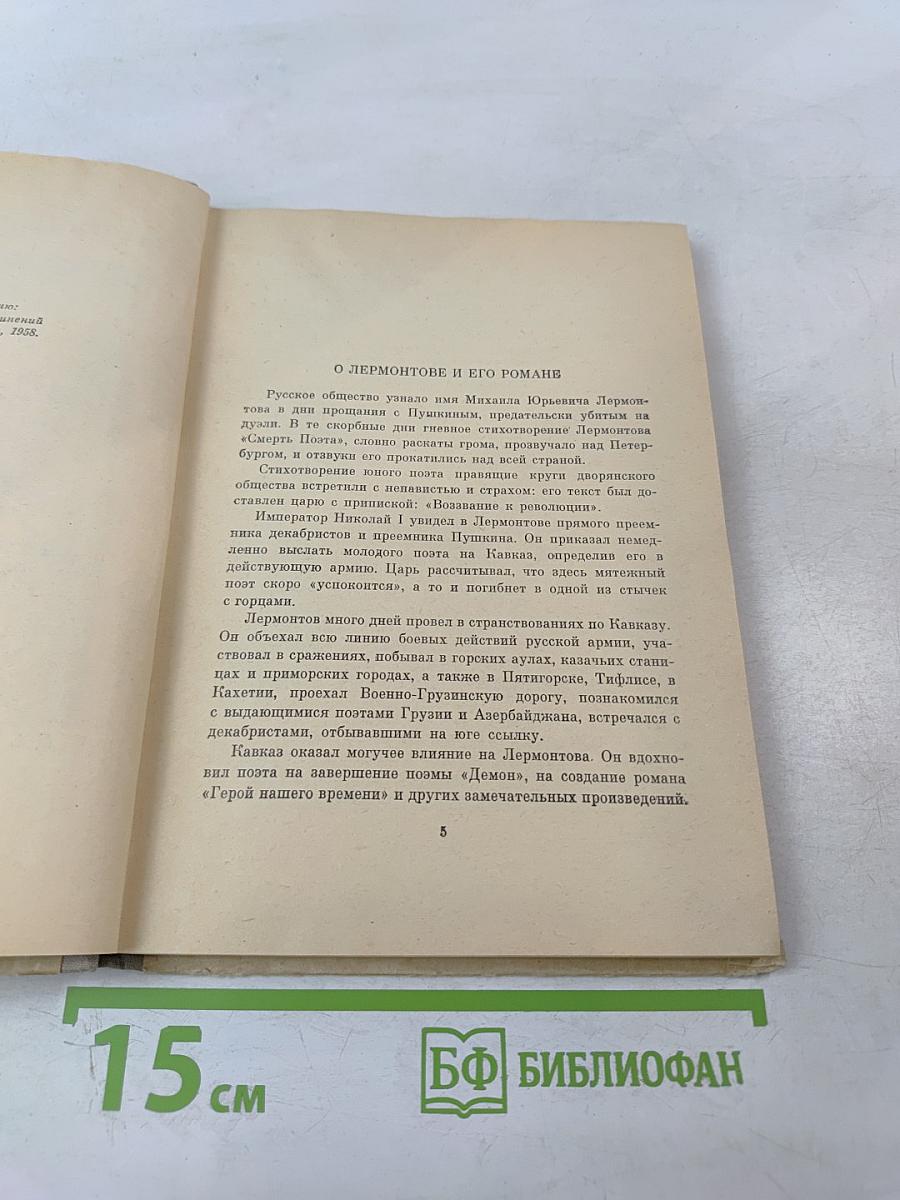 ию:
инений
, 1958.
О ЛЕРМОНТОВЕ И ЕГО РОМАНЕ
Русское общество узнало имя Михаила Юрьевича Лермон-
това в дни прощания с Пушкиным, предательски убитым на
дуэли. В те скорбные дни гневное стихотворение Лермонтова
«Смерть Поэта», словно раскаты грома, прозвучало над Петер-
бургом, и отзвуки его прокатились над всей страной.
Стихотворение юного поэта правящие круги дворянского
общества встретили с ненавистью и страхом: его текст был до-
ставлен царю с припиской: «Воззвание к революции».
Император Николай I увидел в Лермонтове прямого преем-
ника декабристов и преемника Пушкина. Он приказал немед-
ленно выслать молодого поэта на Кавказ, определив его в
действующую армию. Царь рассчитывал, что здесь мятежный
поэт скоро «успокоится», а то и погибнет в одной из стычек
с горцами.
Лермонтов много дней провел в странствованиях по Кавказу.
Он объехал всю линию боевых действий русской армии, уча-
ствовал в сражениях, побывал в горских аулах, казачьих стани-
цах и приморских городах, а также в Пятигорске, Тифлисе, в
Кахетии, проехал Военно-Грузинскую дорогу, познакомился
с выдающимися поэтами Грузии и Азербайджана, встречался с
декабристами, отбывавшими на юге ссылку.
Кавказ оказал могучее влияние на Лермонтова. Он вдохно-
вил поэта на завершение поэмы «Демон», на создание романа
«Герой нашего времени» и других замечательных произведений.
5
15 см
БФ БИБЛИОФАН